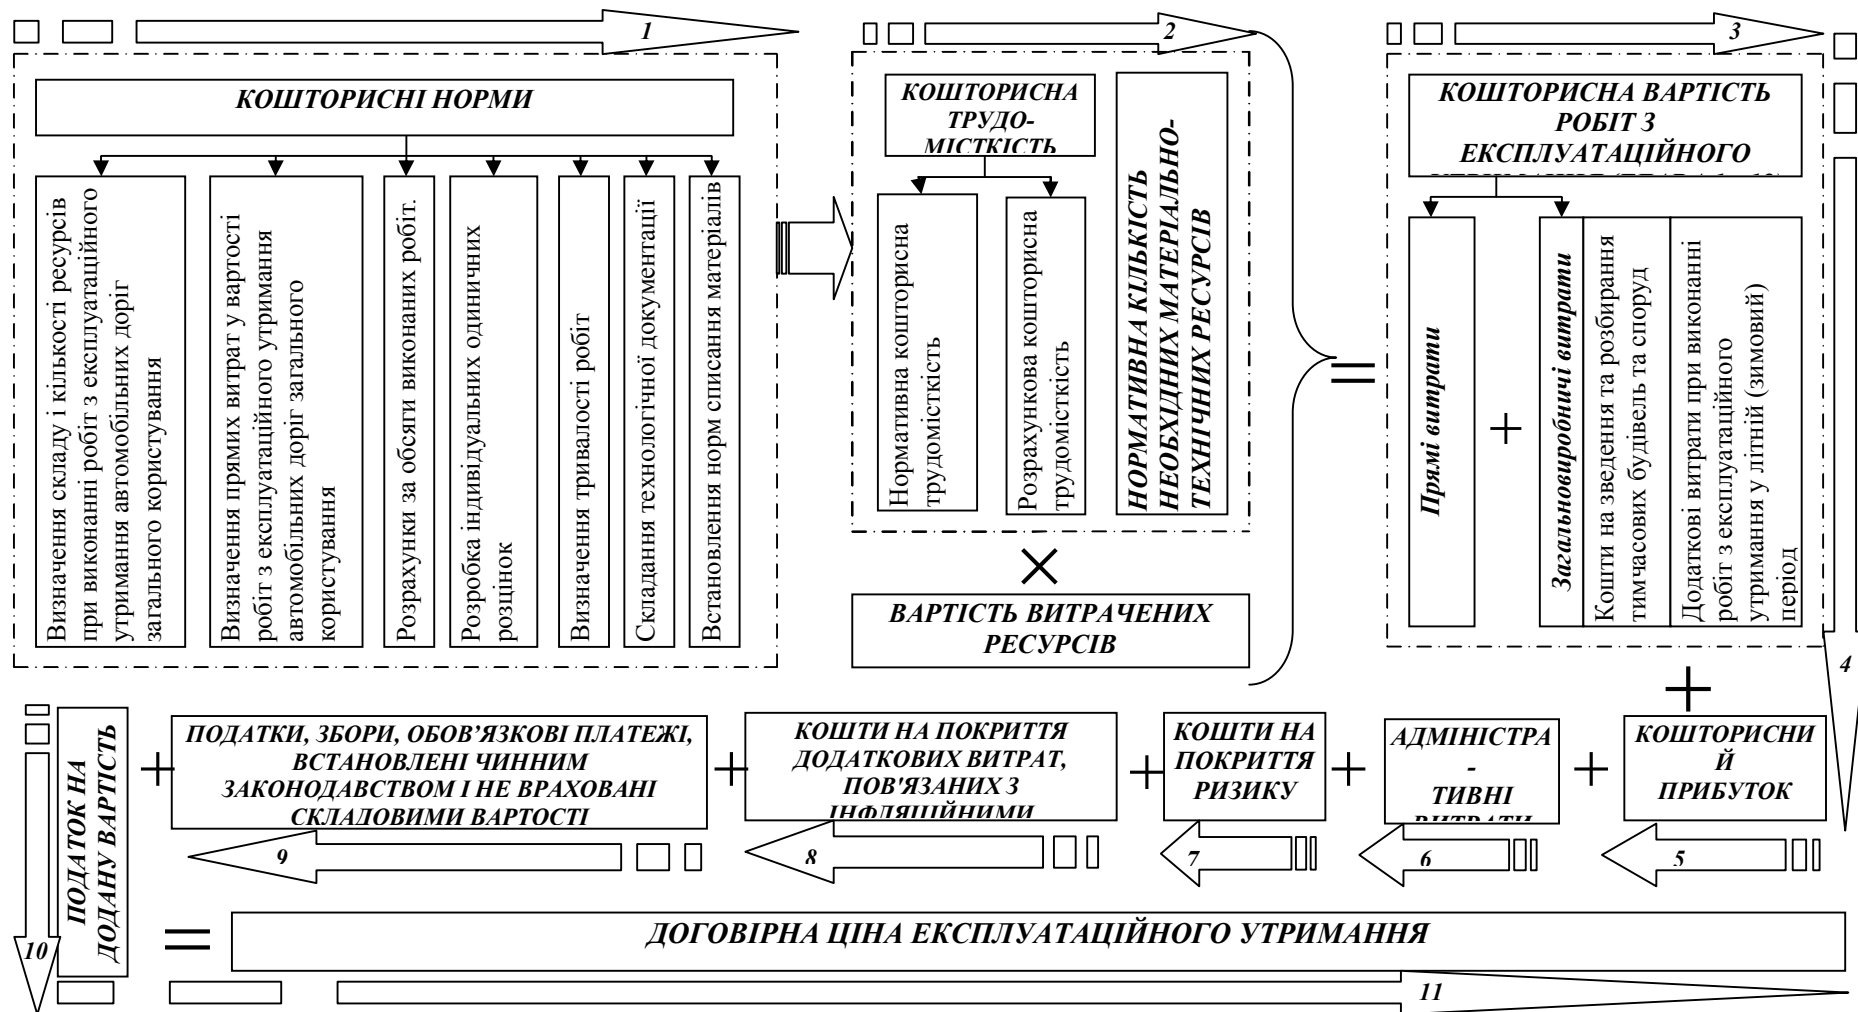 1
2
3
КОШТОРИСНІ НОРМИ
Визначення складу і кількості ресурсів
при виконанні робіт з експлуатаційного
утримання автомобільних доріг
загального користування
Визначення прямих витрат у вартості
робіт з експлуатаційного утримання
автомобільних доріг загального
користування
Розрахунки за обсяги виконаних робіт.
Розробка індивідуальних одиничних
розцінок
Визначення тривалості робіт
Складання технологічної документації
Встановлення норм списання матеріалів
КОШТОРИСНА
ТРУДО-
МІСТКІСТЬ
Нормативна кошторисна
трудомісткість
Розрахункова кошторисна
трудомісткість
НОРМАТИВНА КІЛЬКІСТЬ
НЕОБХІДНИХ МАТЕРІАЛЬНО-
ТЕХНІЧНИХ РЕСУРСІВ
×
ВАРТІСТЬ ВИТРАЧЕНИХ
РЕСУРСІВ
=
КОШТОРИСНА ВАРТІСТЬ
РОБІТ З
ЕКСПЛУАТАЦІЙНОГО
Прямі витрати
+
Загальновиробничі витрати
Кошти на зведення та розбирання
тимчасових будівель та споруд
Додаткові витрати при виконанні
робіт з експлуатаційного
утримання у літній (зимовий)
період
4
+
КОШТОРИСНИ
Й
ПРИБУТОК
+
АДМІНІСТРА
-
ТИВНІ
ВИТРАТИ
+
КОШТИ НА
ПОКРИТТЯ
РИЗИКУ
+
КОШТИ НА ПОКРИТТЯ
ДОДАТКОВИХ ВИТРАТ,
ПОВ'ЯЗАНИХ З
ІНФЛЯЦІЙНИМИ
+
ПОДАТКИ, ЗБОРИ, ОБОВ’ЯЗКОВІ ПЛАТЕЖІ,
ВСТАНОВЛЕНІ ЧИННИМ
ЗАКОНОДАВСТВОМ І НЕ ВРАХОВАНІ
СКЛАДОВИМИ ВАРТОСТІ
+
ПОДАТОК НА
ДОДАНУ ВАРТІСТЬ
5
6
7
8
9
10
=
ДОГОВІРНА ЦІНА ЕКСПЛУАТАЦІЙНОГО УТРИМАННЯ
11